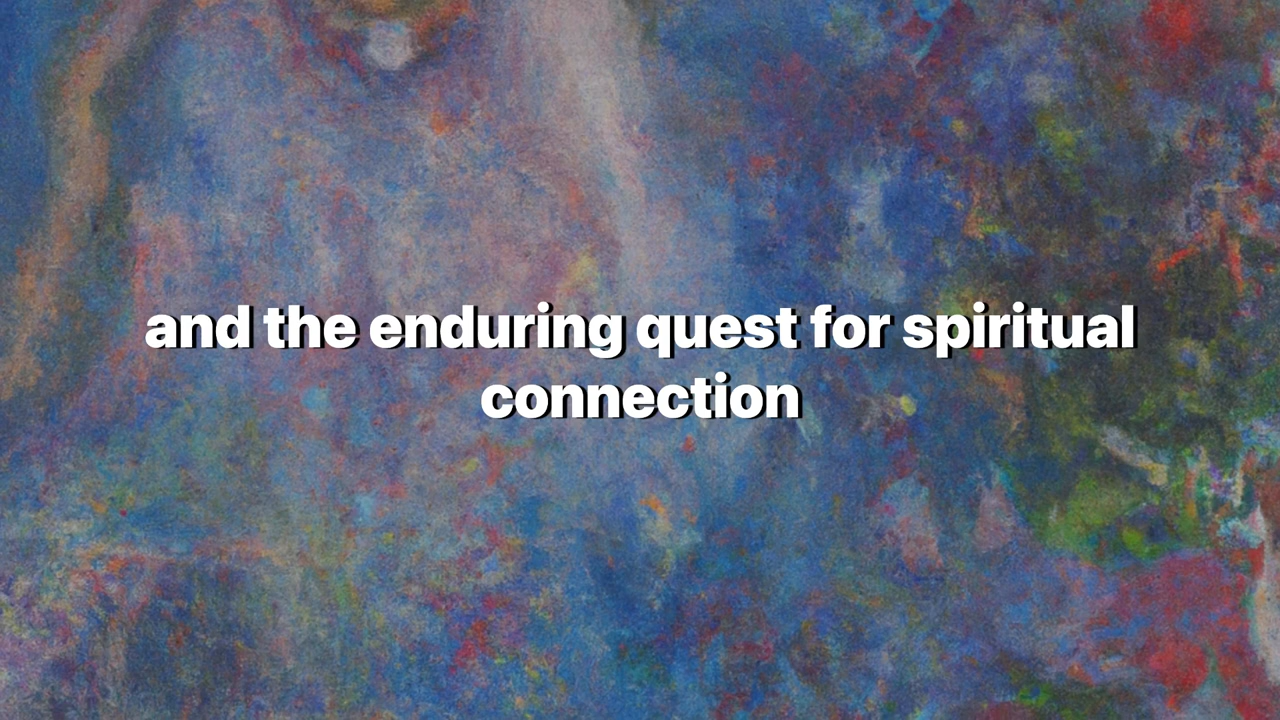 and the enduring quest for spiritual
connection